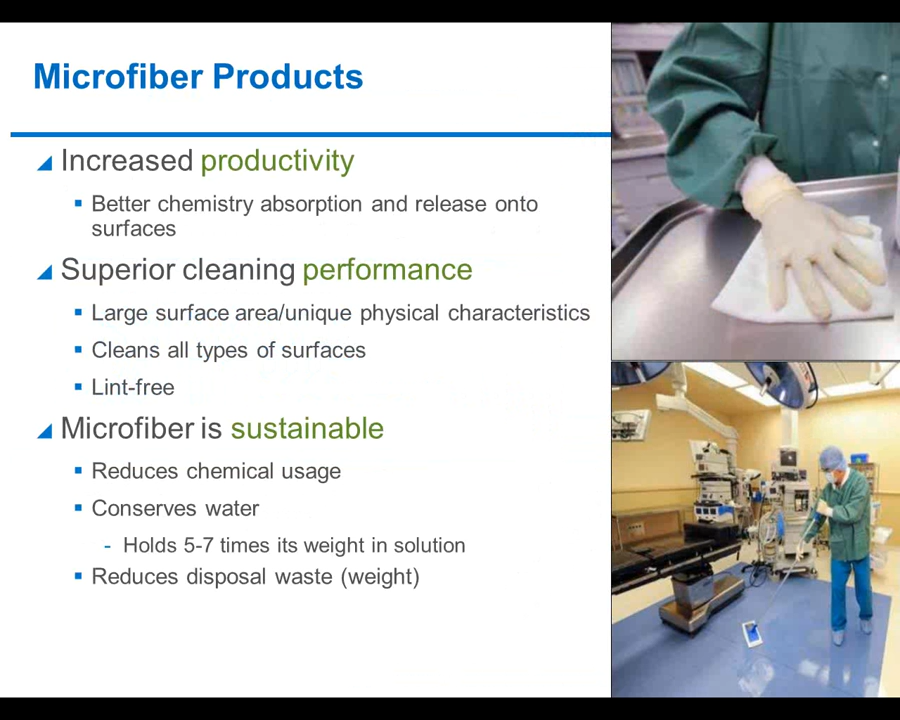 Microfiber Products
Increased productivity
Better chemistry absorption and release onto
surfaces
Superior cleaning performance
Large surface area/unique physical characteristics
Cleans all types of surfaces
Lint-free
Microfiber is sustainable
Reduces chemical usage
Conserves water
- Holds 5-7 times its weight in solution
Reduces disposal waste (weight)